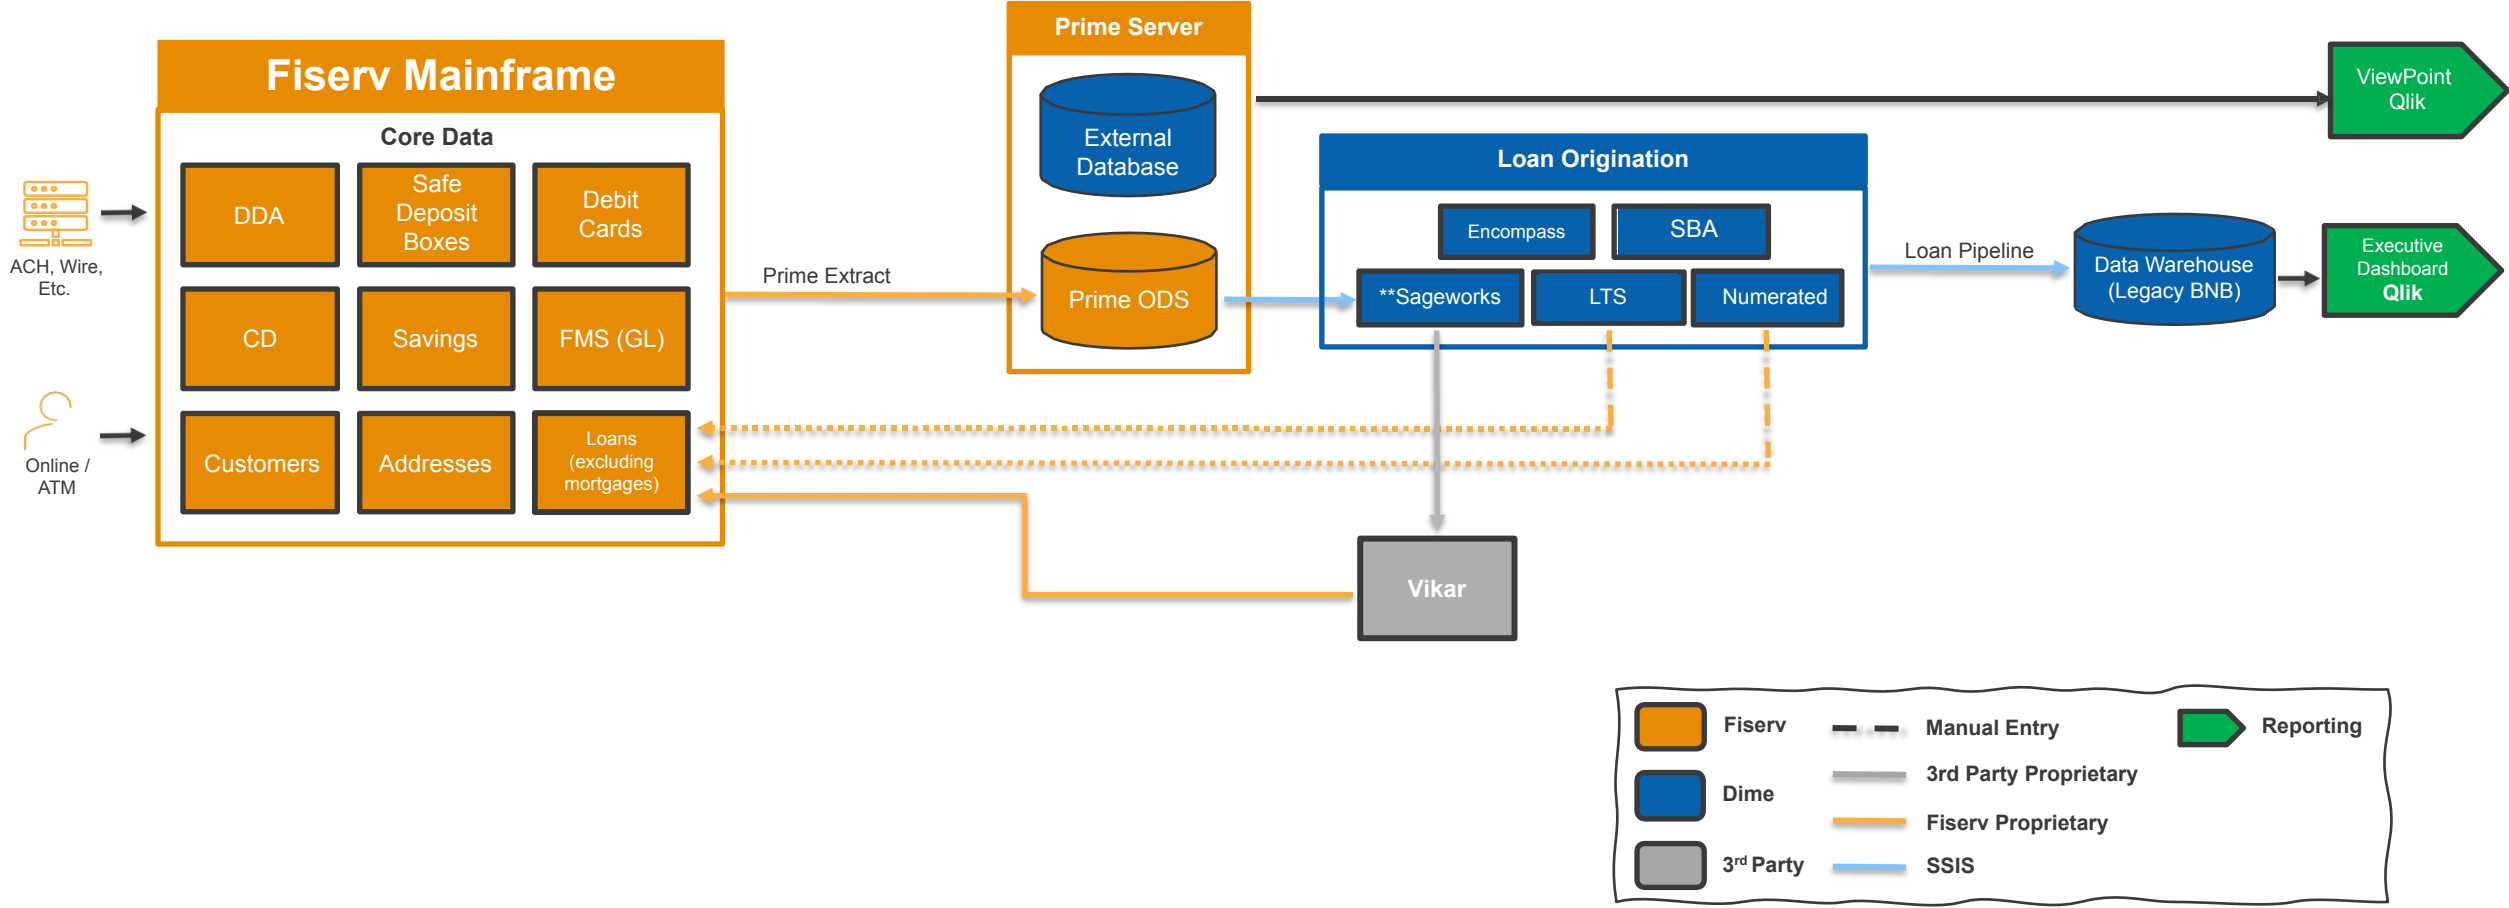 Prime Server
Fiserv Mainframe
Core Data
DDA
Safe
Deposit
Boxes
Debit
Cards
CD
Savings
FMS (GL)
Customers
Addresses
Loans
(excluding
mortgages)
ACH, Wire,
Etc.
Online /
ATM
Prime Extract
External
Database
Prime ODS
Loan Origination
Encompass
SBA
**Sageworks
LTS
Numerated
Vikar
Loan Pipeline
Data Warehouse
(Legacy BNB)
ViewPoint
Qlik
Executive
Dashboard
Qlik
Fiserv
Manual Entry
Reporting
3rd Party Proprietary
Dime
Fiserv Proprietary
3rd Party
SSIS